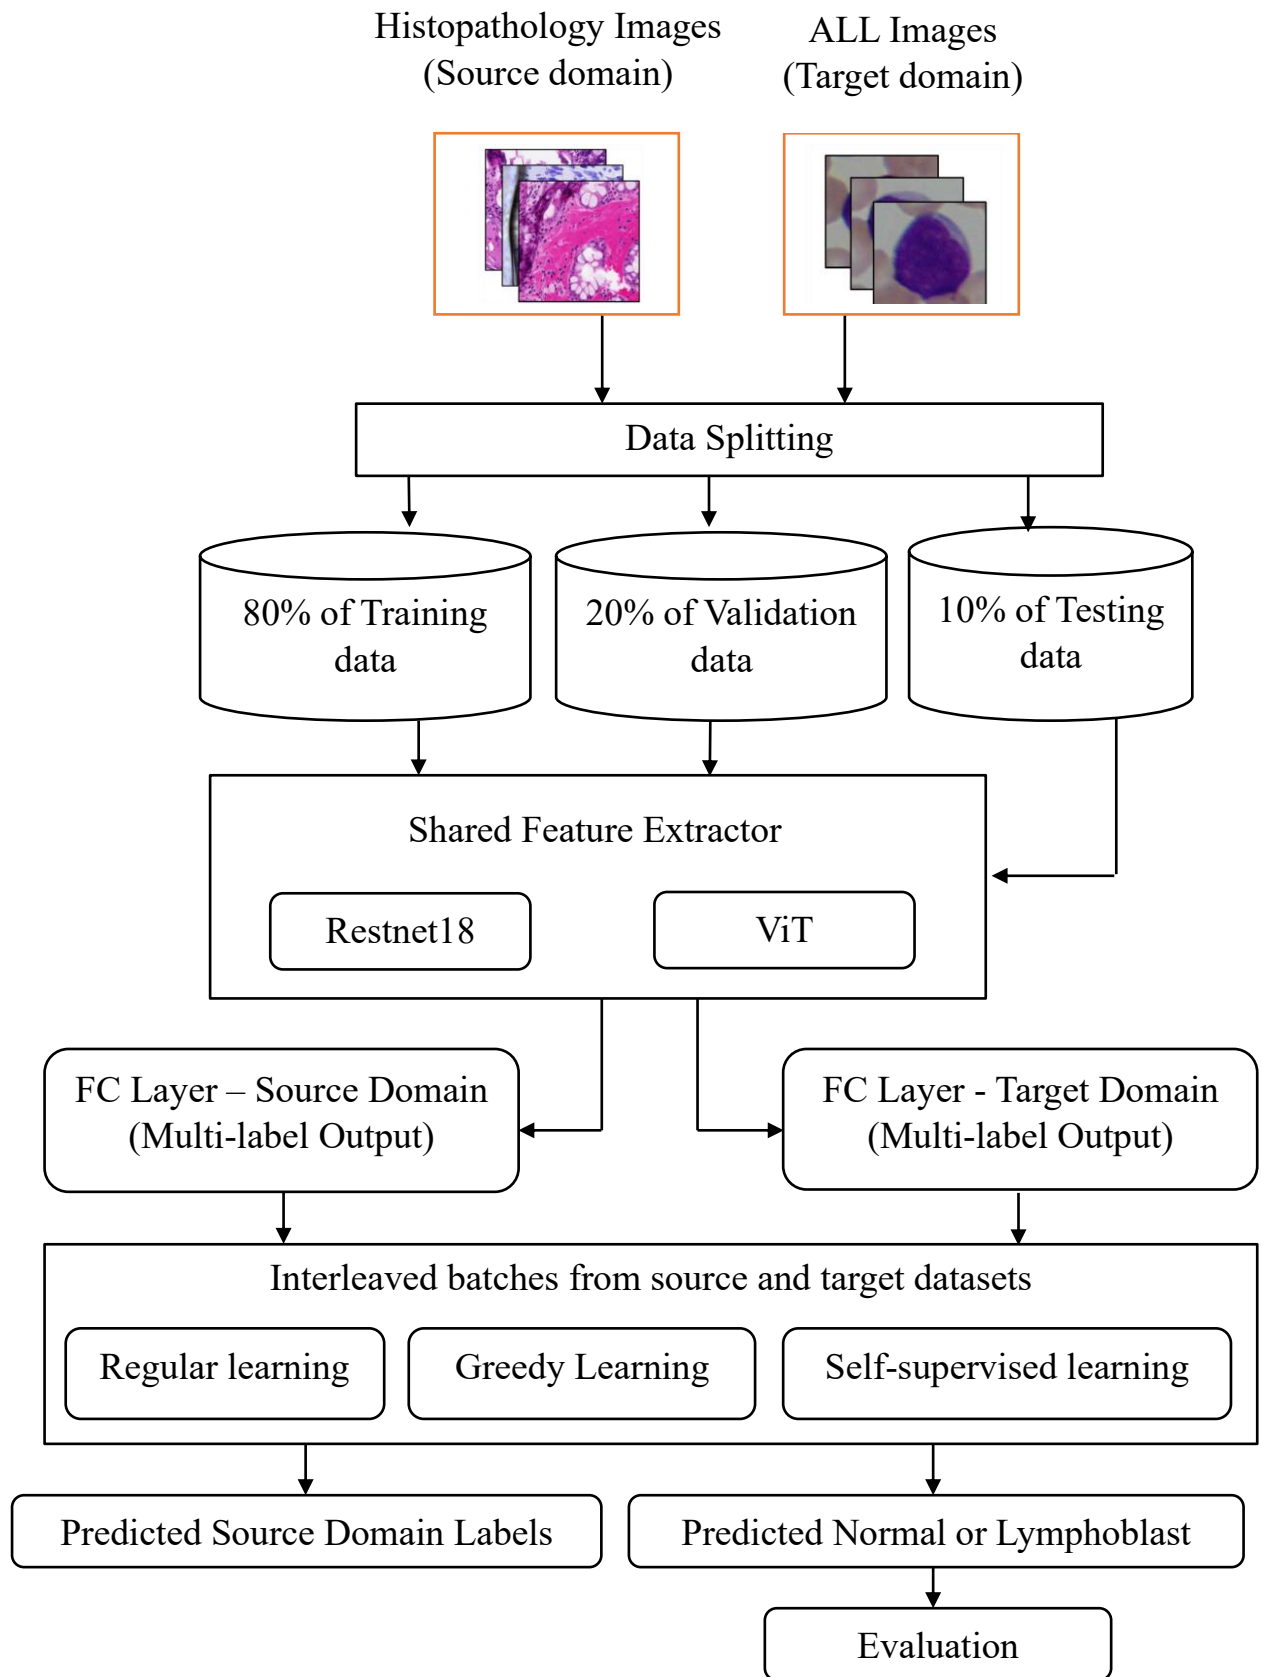 Histopathology Images
(Source domain)
ALL Images
(Target domain)
Data Splitting
80% of Training
data
20% of Validation
data
10% of Testing
data
Shared Feature Extractor
Restnet18
ViT
FC Layer – Source Domain
(Multi-label Output)
FC Layer - Target Domain
(Multi-label Output)
Interleaved batches from source and target datasets
Regular learning
Greedy Learning
Self-supervised learning
Predicted Source Domain Labels
Predicted Normal or Lymphoblast
Evaluation